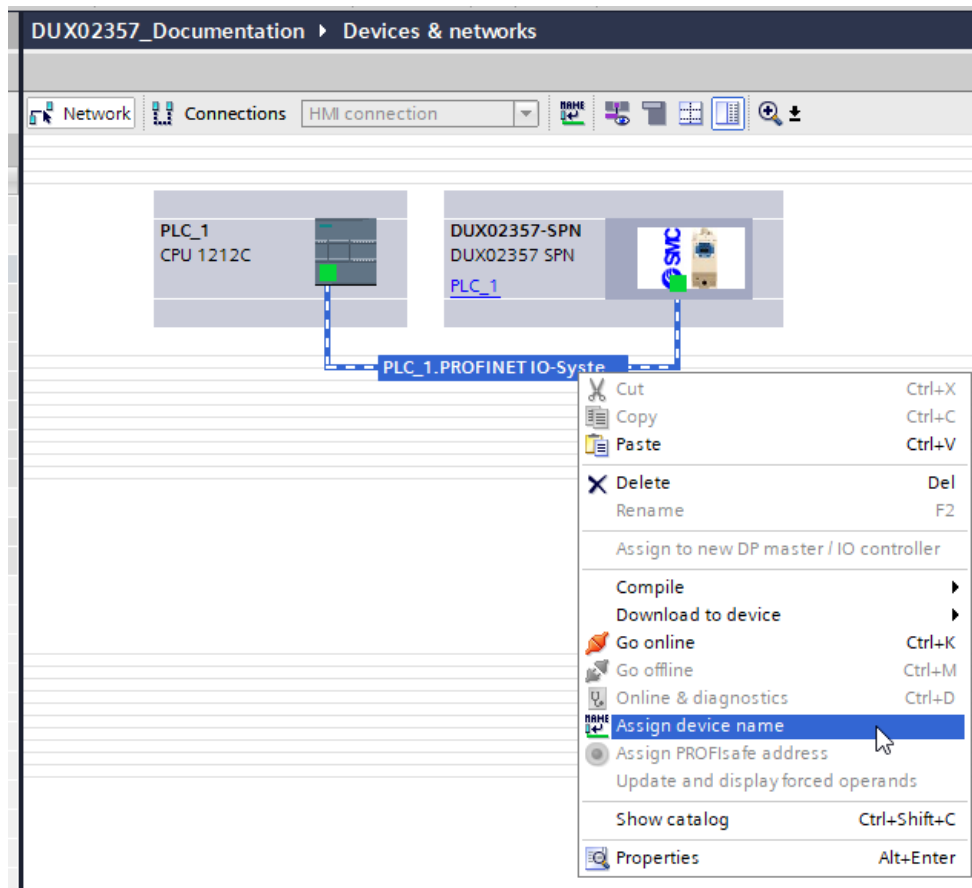 DUX02357_Documentation ▸ Devices & networks
Network Connections HMI connection NAME
PLC_1
CPU 1212C
DUX02357-SPN
DUX02357 SPN
PLC_1
SMC
PLC_1.PROFINET IO-Syste
Cut Ctrl+X
Copy Ctrl+C
Paste Ctrl+V
Delete Del
Rename F2
Assign to new DP master / IO controller
Compile
Download to device
Go online Ctrl+K
Go offline Ctrl+M
Online & diagnostics Ctrl+D
NAME Assign device name
Assign PROFIsafe address
Update and display forced operands
Show catalog Ctrl+Shift+C
Properties Alt+Enter